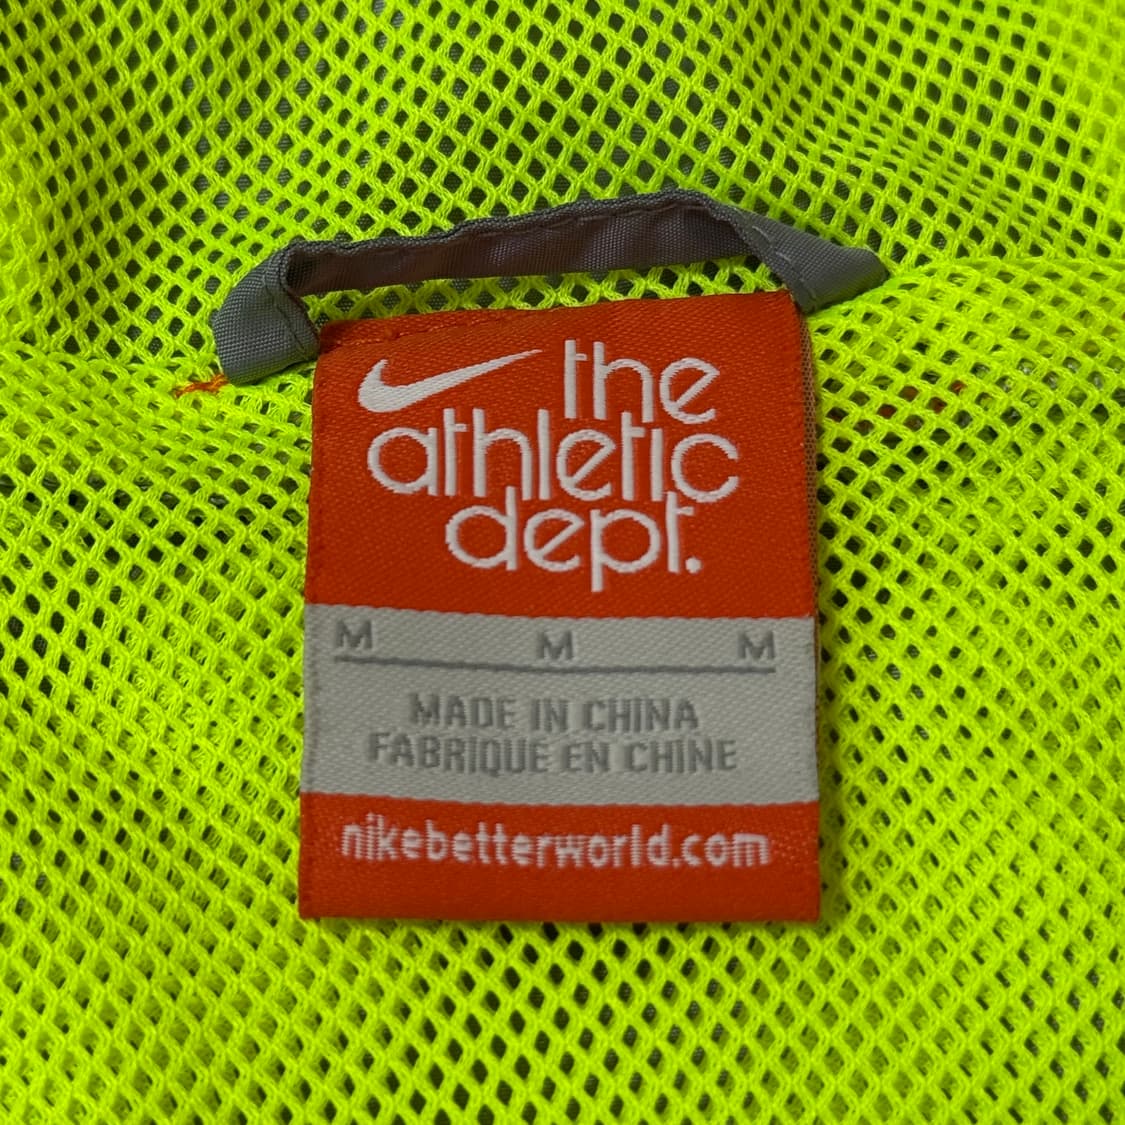 the
athletic
dept.
M M M
MADE IN CHINA
FABRIQUE EN CHINE
nikebetterworld.com